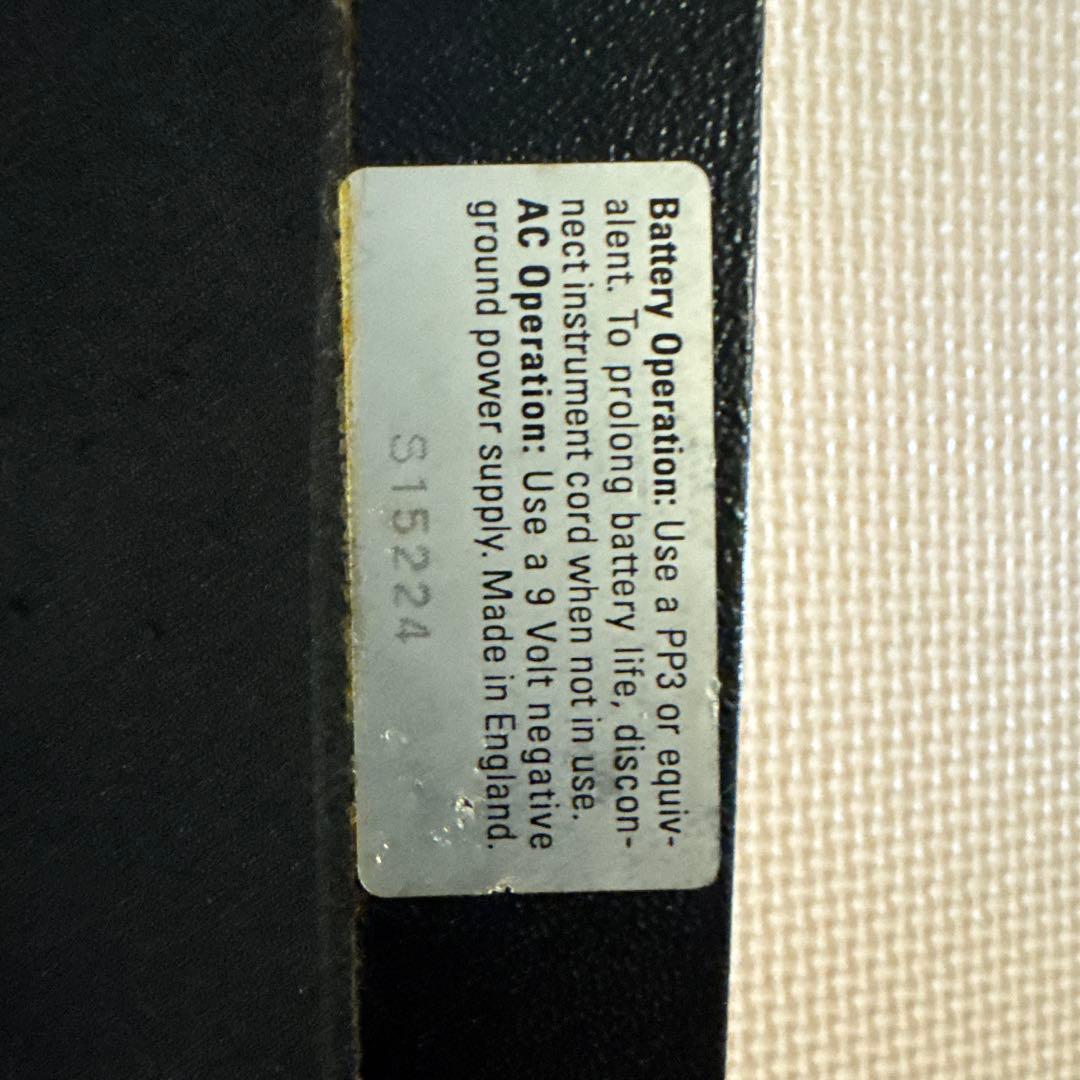 Battery Operation: Use a PP3 or equiv-
alent. To prolong battery life, discon-
nect instrument cord when not in use.
AC Operation: Use a 9 Volt negative
ground power supply. Made in England.
S15224